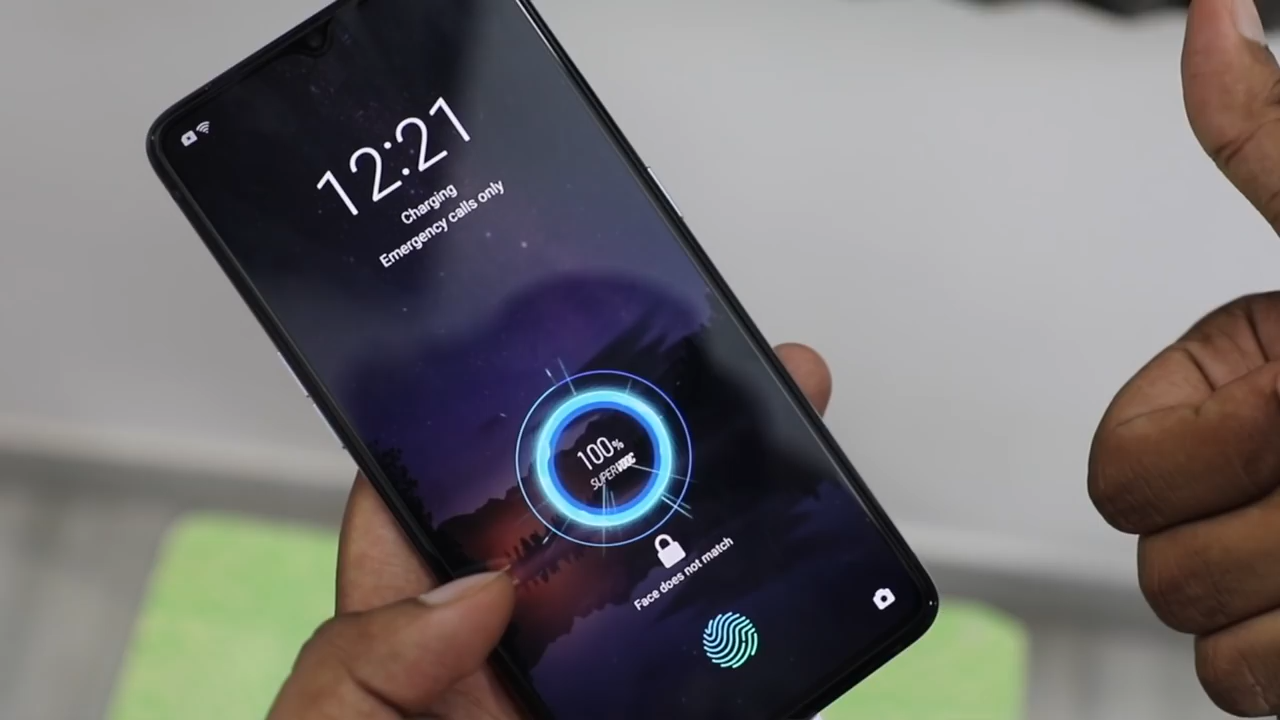 12:21
Charging
Emergency calls only
100%
SUPERVOOC
Face does not match